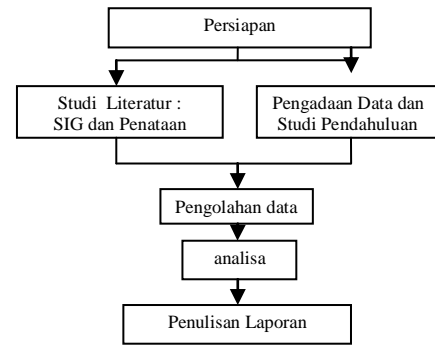 Persiapan
Studi Literatur :
SIG dan Penataan
Pengadaan Data dan
Studi Pendahuluan
Pengolahan data
analisa
Penulisan Laporan